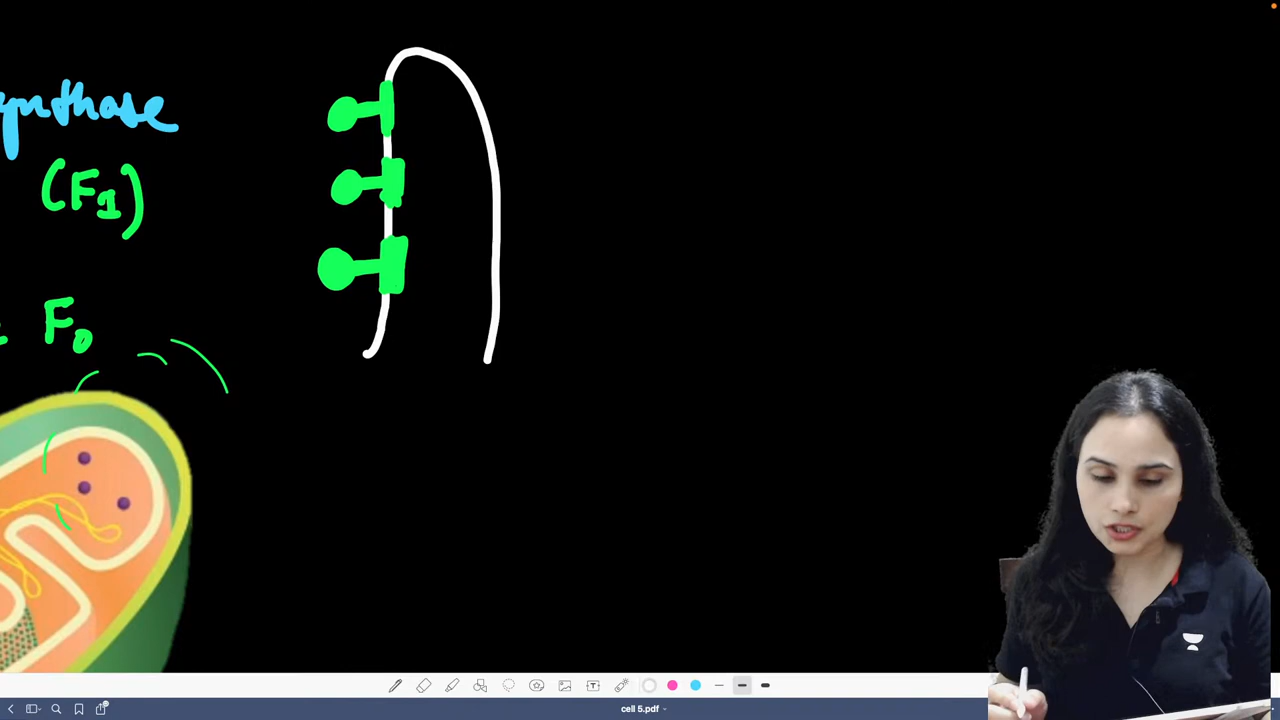 ynthase
(F1)
F0
cell 5.pdf